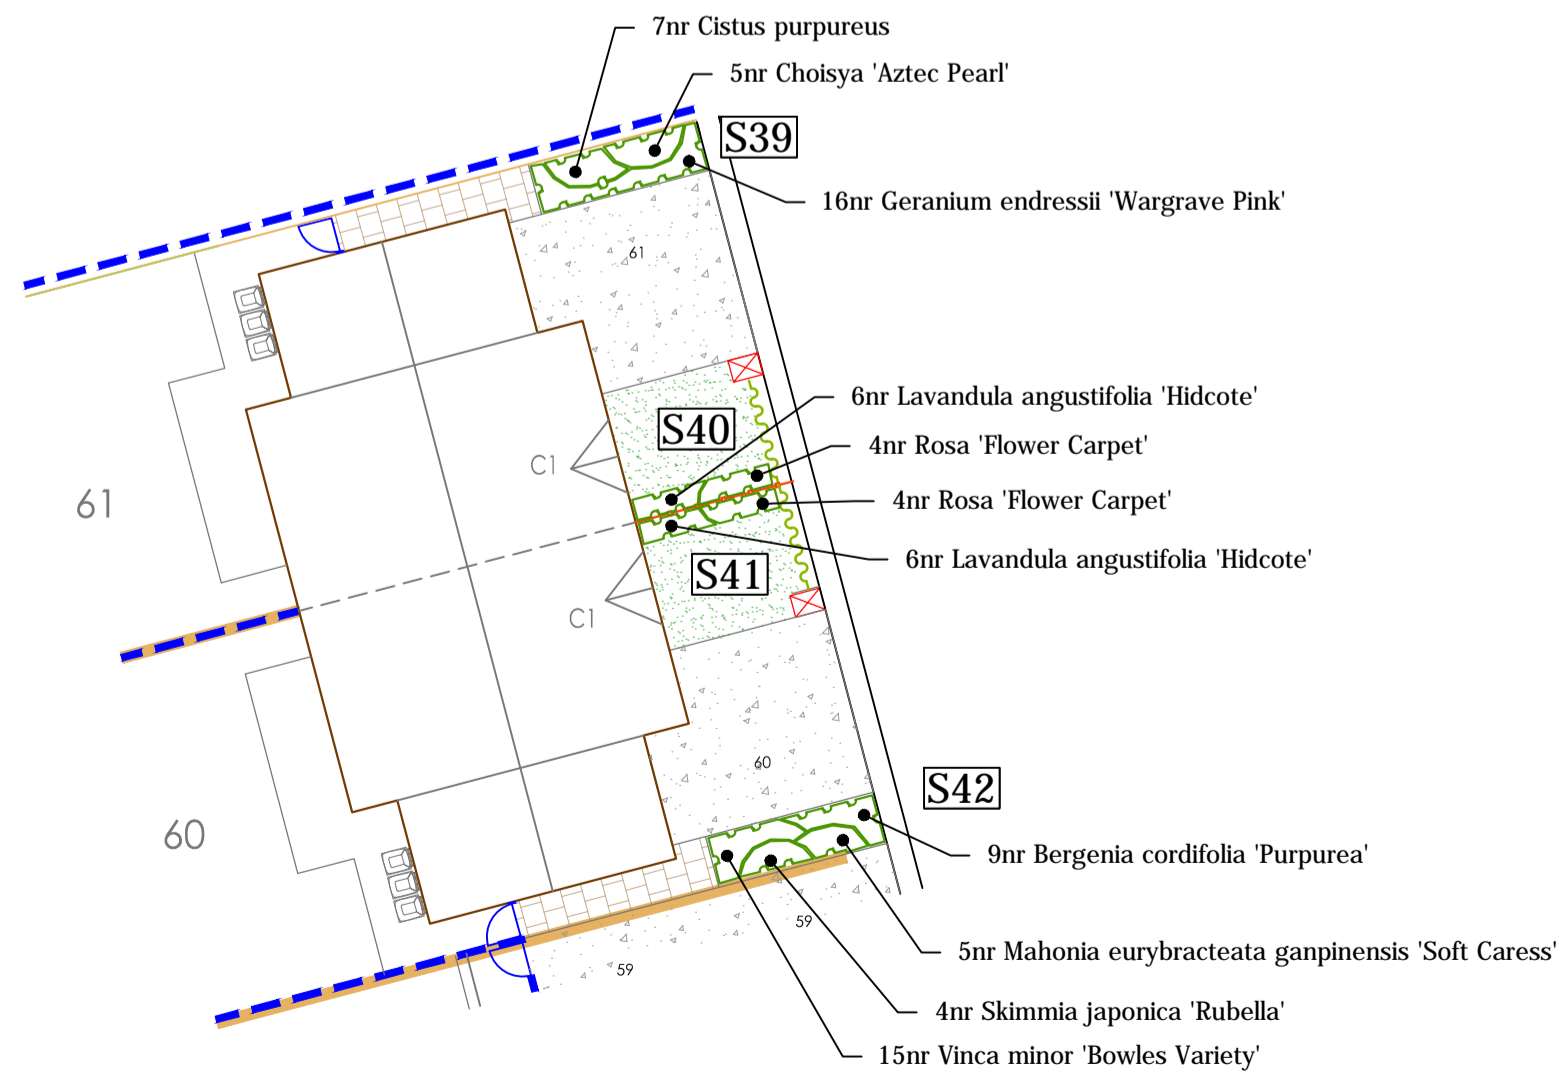 7nr Cistus purpureus
5nr Choisya 'Aztec Pearl'
S39
16nr Geranium endressii 'Wargrave Pink'
61
6nr Lavandula angustifolia 'Hidcote'
S40
4nr Rosa 'Flower Carpet'
C1
61
4nr Rosa 'Flower Carpet'
6nr Lavandula angustifolia 'Hidcote'
S41
C1
60
S42
60
9nr Bergenia cordifolia 'Purpurea'
59
5nr Mahonia eurybracteata ganpinensis 'Soft Caress'
59
4nr Skimmia japonica 'Rubella'
15nr Vinca minor 'Bowles Variety'